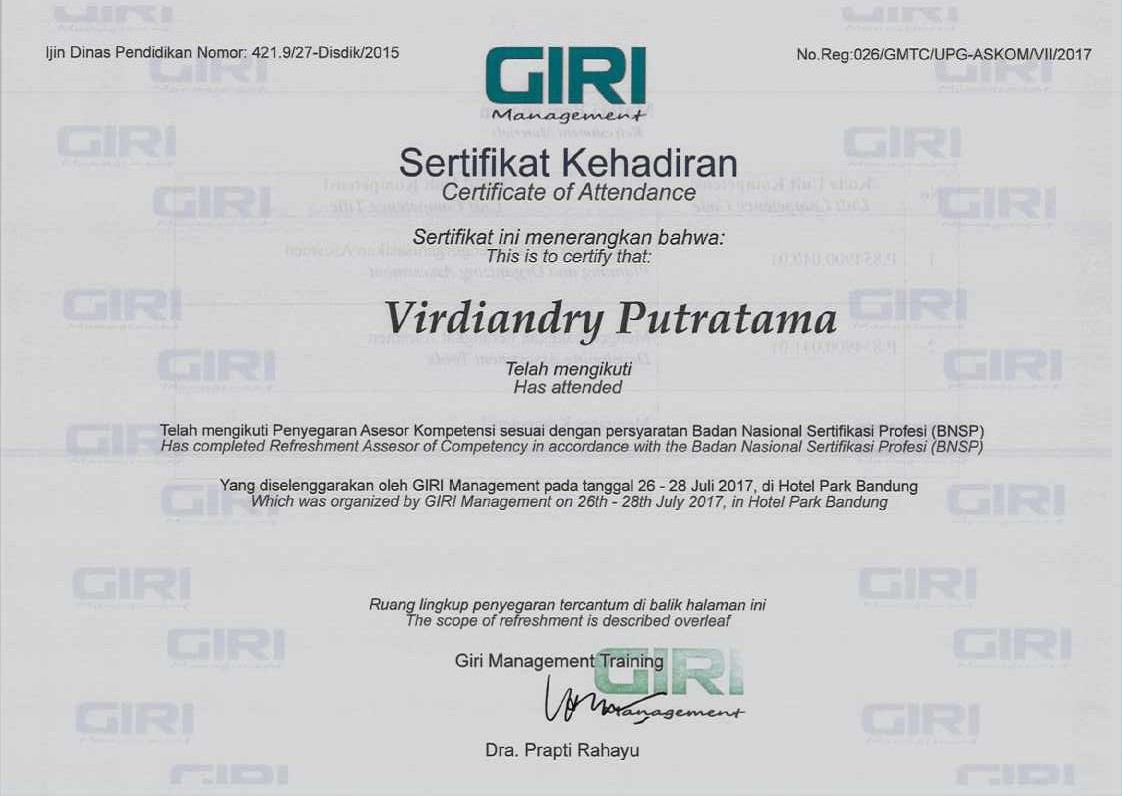 Ijin Dinas Pendidikan Nomor: 421.9/27-Disdik/2015
No.Reg:026/GMTC/UPG-ASKOM/VII/2017
GIRI
Management
Sertifikat Kehadiran
Certificate of Attendance
Sertifikat ini menerangkan bahwa:
This is to certify that:
Virdiandry Putratama
Telah mengikuti
Has attended
Telah mengikuti Penyegaran Asesor Kompetensi sesuai dengan persyaratan Badan Nasional Sertifikasi Profesi (BNSP)
Has completed Refreshment Assesor of Competency in accordance with the Badan Nasional Sertifikasi Profesi (BNSP)
Yang diselenggarakan oleh GIRI Management pada tanggal 26 - 28 Juli 2017, di Hotel Park Bandung
Which was organized by GIRI Management on 26th - 28th July 2017, in Hotel Park Bandung
Ruang lingkup penyegaran tercantum di balik halaman ini
The scope of refreshment is described overleaf
Giri Management Training
GIRI
Management
Dra. Prapti Rahayu